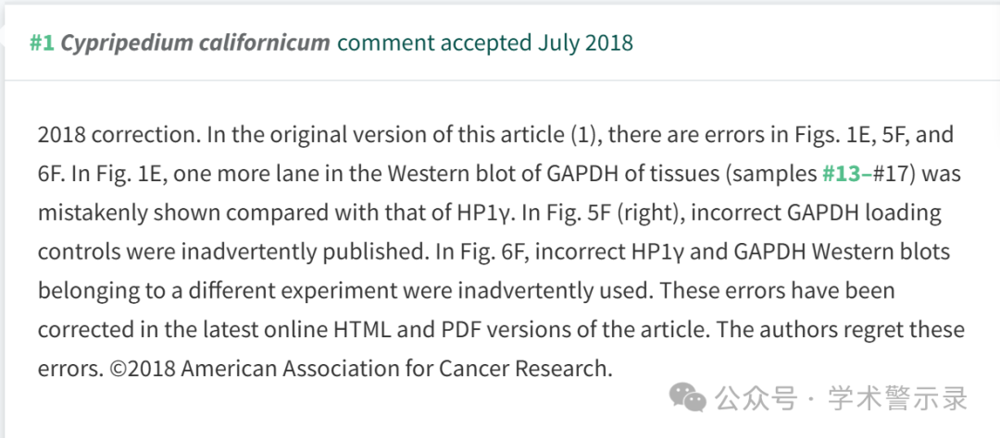 #1 Cypripedium californicum comment accepted July 2018
2018 correction. In the original version of this article (1), there are errors in Figs. 1E, 5F, and
6F. In Fig. 1E, one more lane in the Western blot of GAPDH of tissues (samples #13–#17) was
mistakenly shown compared with that of HP1γ. In Fig. 5F (right), incorrect GAPDH loading
controls were inadvertently published. In Fig. 6F, incorrect HP1γ and GAPDH Western blots
belonging to a different experiment were inadvertently used. These errors have been
corrected in the latest online HTML and PDF versions of the article. The authors regret these
errors. ©2018 American Association for Cancer Research.
公众号 · 学术警示录